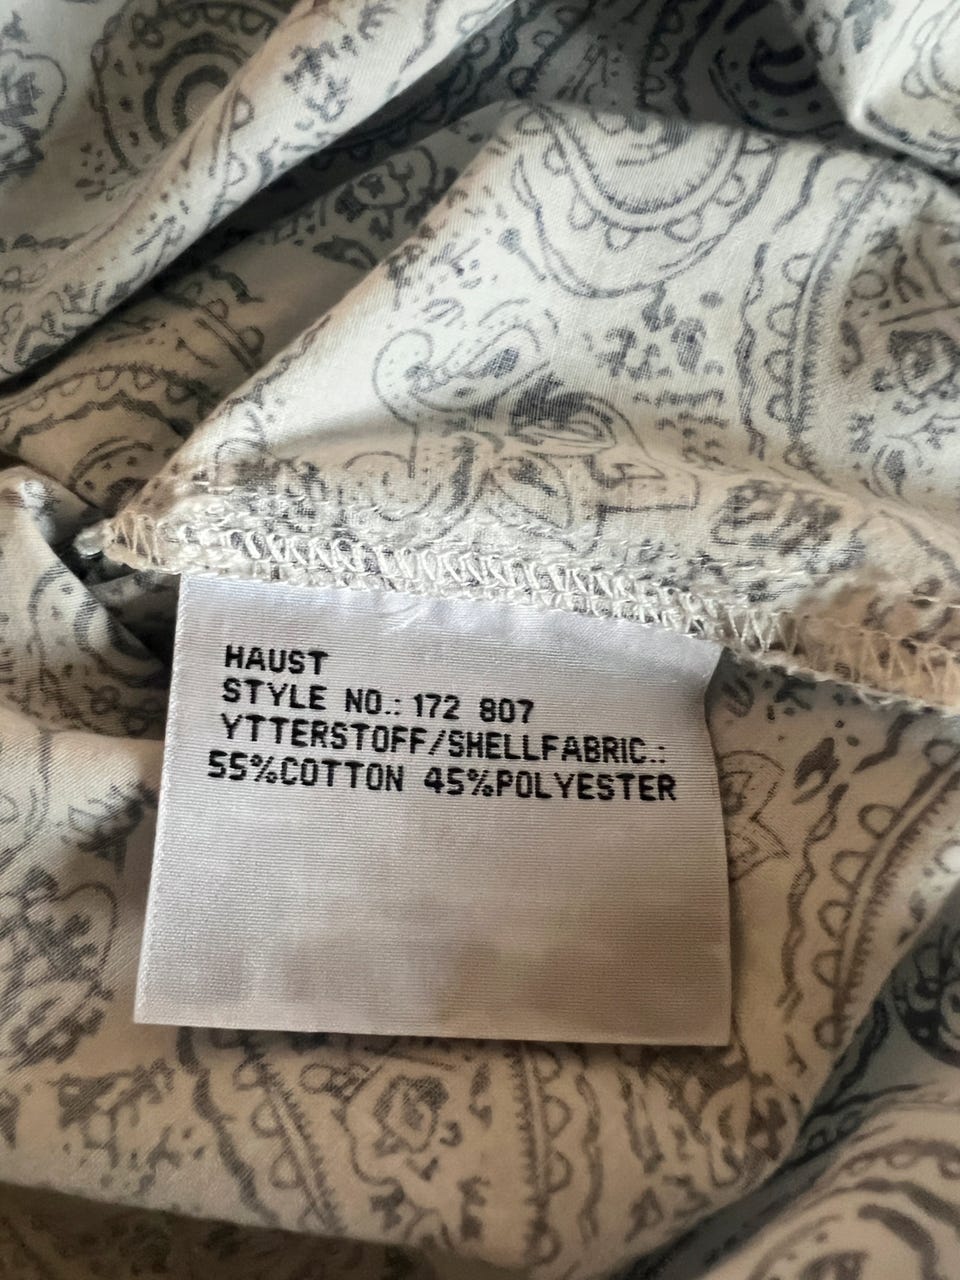 HAUST
STYLE NO.: 172 807
YTTERSTOFF/SHELLFABRIC.:
55%COTTON 45%POLYESTER